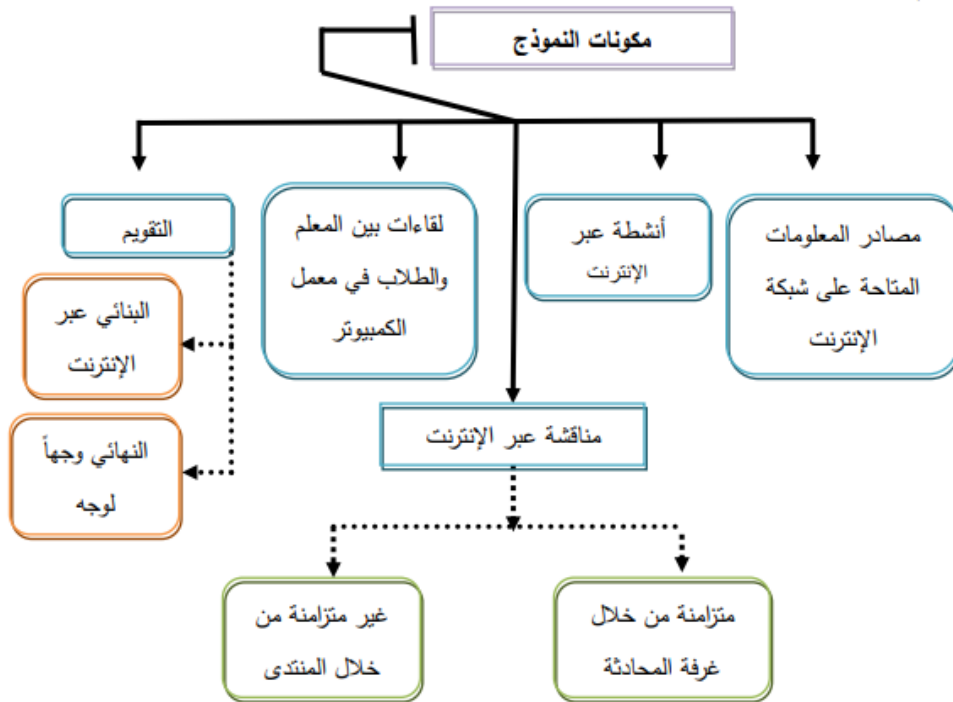 مكونات النموذج
مصادر المعلومات
المتاحة على شبكة
الإنترنت
أنشطة عبر
الإنترنت
لقاءات بين المعلم
والطلاب في معمل
الكمبيوتر
التقويم
البنائي عبر
الإنترنت
النهائي وجهاً
لوجه
مناقشة عبر الإنترنت
متزامنة من خلال
غرفة المحادثة
غير متزامنة من
خلال المنتدى